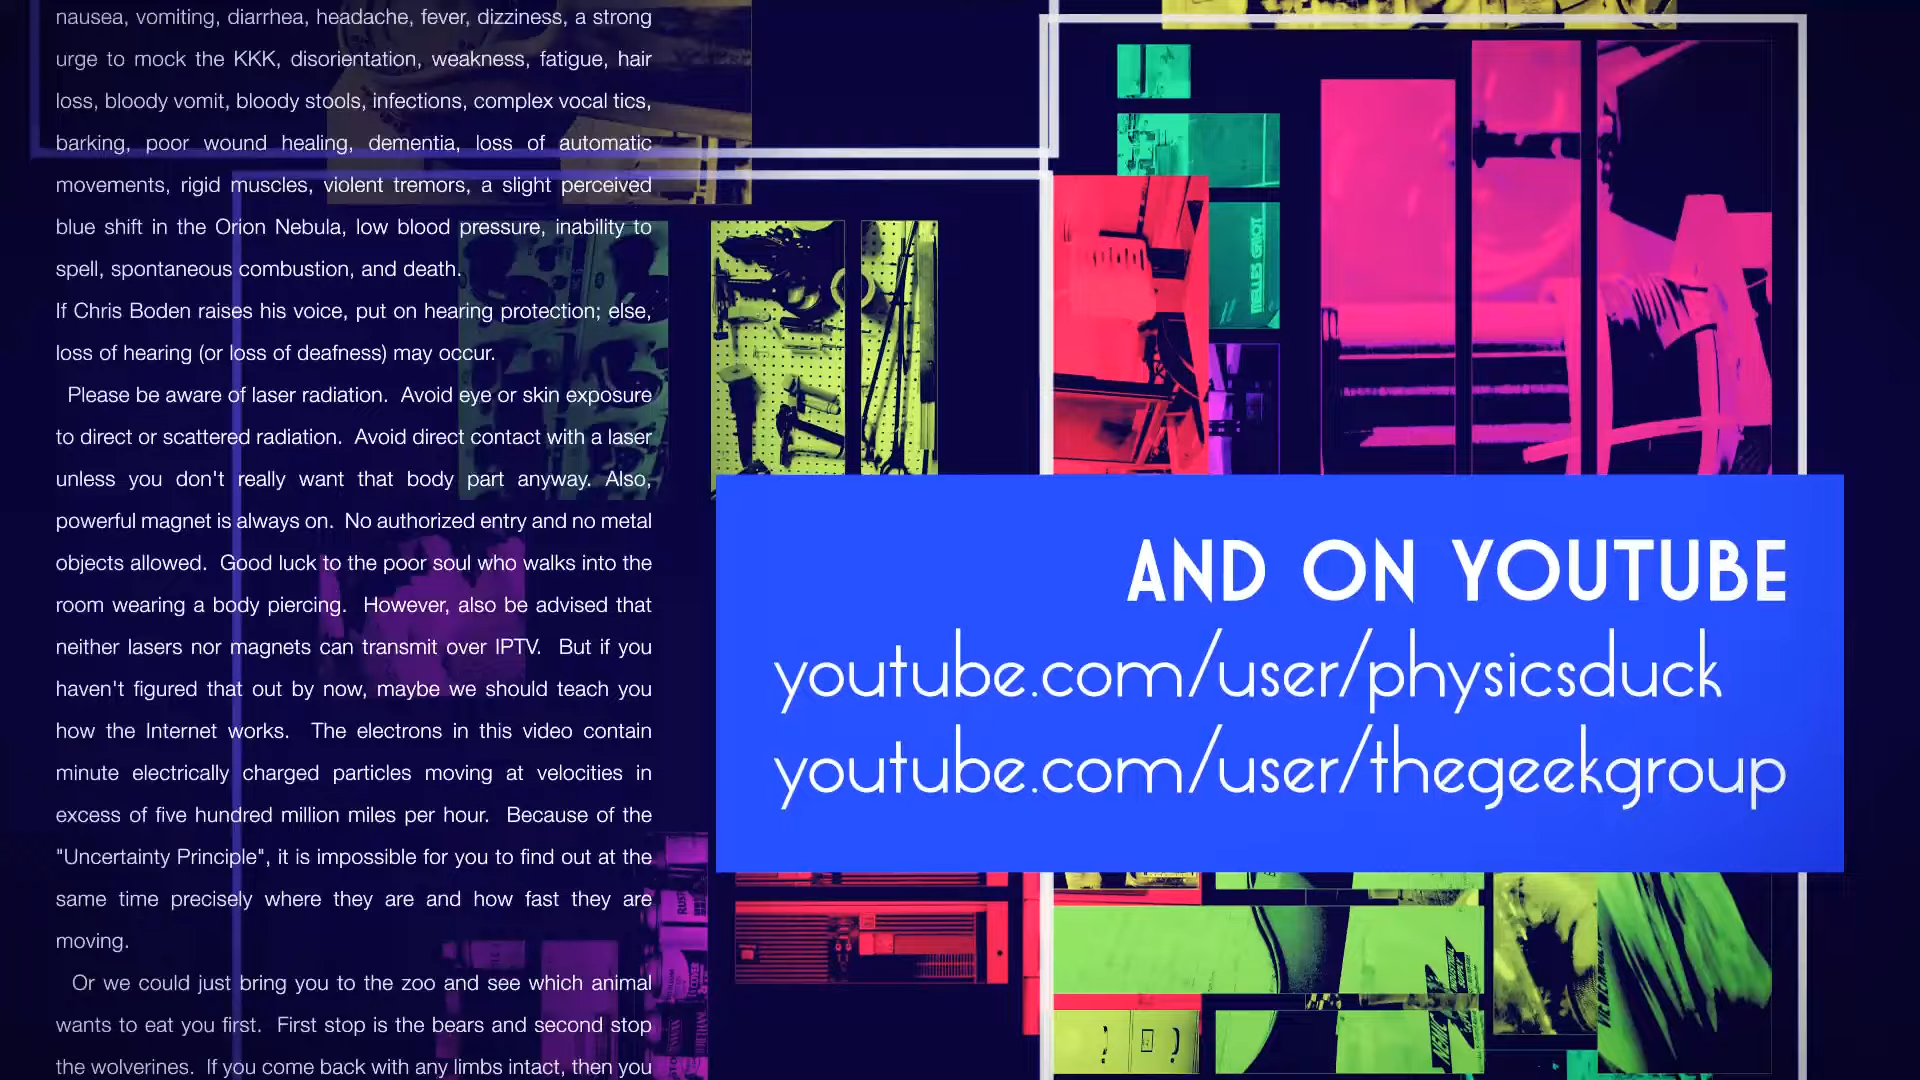 nausea, vomiting, diarrhea, headache, fever, dizziness, a strong
urge to mock the KKK, disorientation, weakness, fatigue, hair
loss, bloody vomit, bloody stools, infections, complex vocal tics,
barking, poor wound healing, dementia, loss of automatic
movements, rigid muscles, violent tremors, a slight perceived
blue shift in the Orion Nebula, low blood pressure, inability to
spell, spontaneous combustion, and death.
If Chris Boden raises his voice, put on hearing protection; else,
loss of hearing (or loss of deafness) may occur.
Please be aware of laser radiation. Avoid eye or skin exposure
to direct or scattered radiation. Avoid direct contact with a laser
unless you don't really want that body part anyway. Also,
powerful magnet is always on. No authorized entry and no metal
objects allowed. Good luck to the poor soul who walks into the
room wearing a body piercing. However, also be advised that
neither lasers nor magnets can transmit over IPTV. But if you
haven't figured that out by now, maybe we should teach you
how the Internet works. The electrons in this video contain
minute electrically charged particles moving at velocities in
excess of five hundred million miles per hour. Because of the
"Uncertainty Principle", it is impossible for you to find out at the
same time precisely where they are and how fast they are
moving.
Or we could just bring you to the zoo and see which animal
wants to eat you first. First stop is the bears and second stop
the wolverines. If you come back with any limbs intact, then you
AND ON YOUTUBE
youtube.com/user/physicsduck
youtube.com/user/thegeekgroup